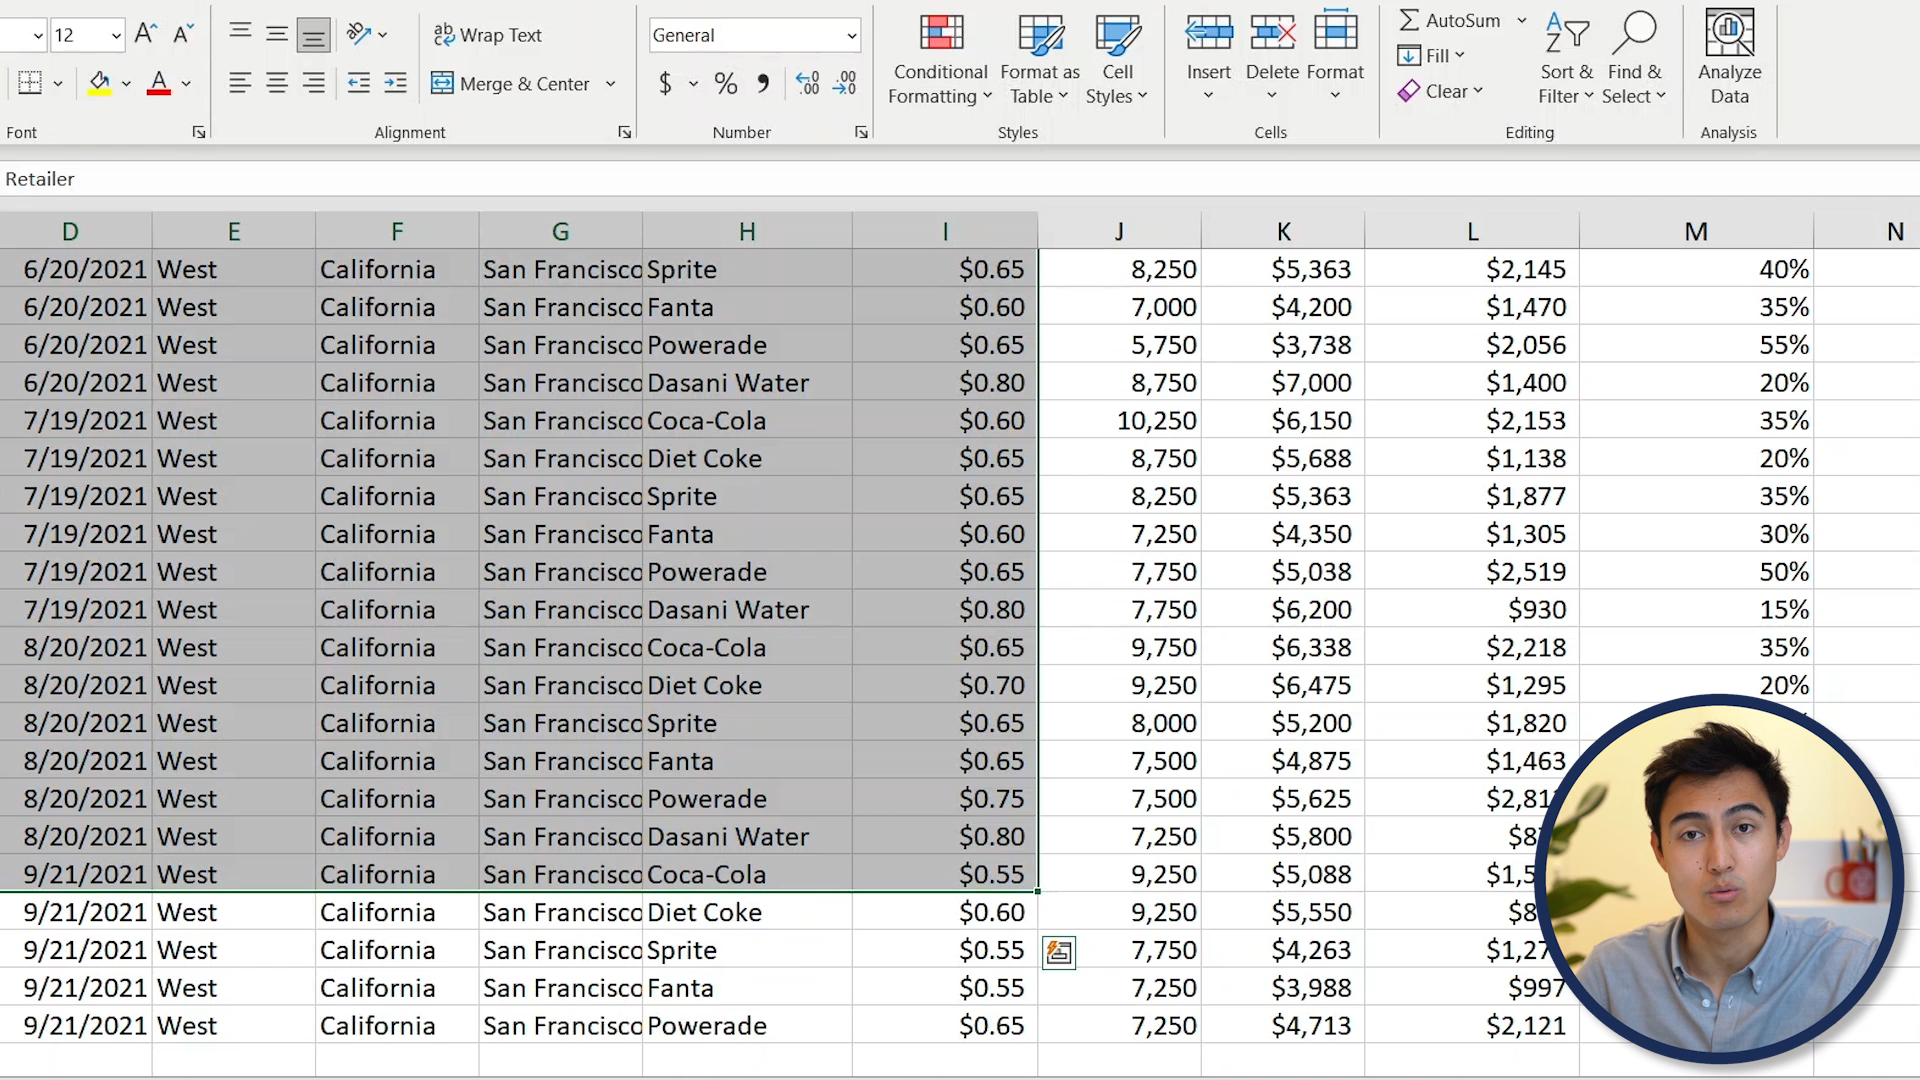 12 A^ A˅ ab Wrap Text General AutoSum
Fill
Conditional Formatting Format as Table Cell Styles Insert Delete Format Sort & Filter Find & Select Analyze Data
A Merge & Center $ % , .00 Clear
Font Alignment Number Styles Cells Editing Analysis
Retailer
D E F G H I J K L M N
6/20/2021 West California San Francisco Sprite $0.65 8,250 $5,363 $2,145 40%
6/20/2021 West California San Francisco Fanta $0.60 7,000 $4,200 $1,470 35%
6/20/2021 West California San Francisco Powerade $0.65 5,750 $3,738 $2,056 55%
6/20/2021 West California San Francisco Dasani Water $0.80 8,750 $7,000 $1,400 20%
7/19/2021 West California San Francisco Coca-Cola $0.60 10,250 $6,150 $2,153 35%
7/19/2021 West California San Francisco Diet Coke $0.65 8,750 $5,688 $1,138 20%
7/19/2021 West California San Francisco Sprite $0.65 8,250 $5,363 $1,877 35%
7/19/2021 West California San Francisco Fanta $0.60 7,250 $4,350 $1,305 30%
7/19/2021 West California San Francisco Powerade $0.65 7,750 $5,038 $2,519 50%
7/19/2021 West California San Francisco Dasani Water $0.80 7,750 $6,200 $930 15%
8/20/2021 West California San Francisco Coca-Cola $0.65 9,750 $6,338 $2,218 35%
8/20/2021 West California San Francisco Diet Coke $0.70 9,250 $6,475 $1,295 20%
8/20/2021 West California San Francisco Sprite $0.65 8,000 $5,200 $1,820
8/20/2021 West California San Francisco Fanta $0.65 7,500 $4,875 $1,463
8/20/2021 West California San Francisco Powerade $0.75 7,500 $5,625
8/20/2021 West California San Francisco Dasani Water $0.80 7,250 $5,800
9/21/2021 West California San Francisco Coca-Cola $0.55 9,250 $5,088
9/21/2021 West California San Francisco Diet Coke $0.60 9,250 $5,550
9/21/2021 West California San Francisco Sprite $0.55 7,750 $4,263
9/21/2021 West California San Francisco Fanta $0.55 7,250 $3,988 $997
9/21/2021 West California San Francisco Powerade $0.65 7,250 $4,713 $2,121